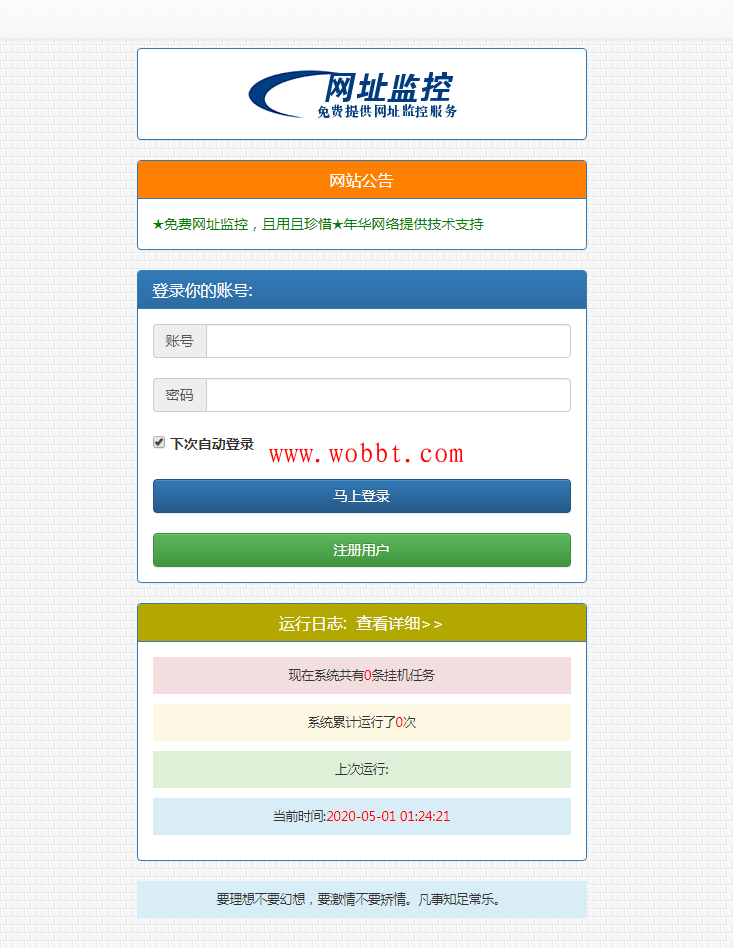 网址监控
免费提供网址监控服务
网站公告
★免费网址监控，且用且珍惜★年华网络提供技术支持
登录你的账号:
账号
密码
下次自动登录
www.wobbt.com
马上登录
注册用户
运行日志: 查看详细>>
现在系统共有0条挂机任务
系统累计运行了0次
上次运行:
当前时间:2020-05-01 01:24:21
要理想不要幻想，要激情不要矫情。凡事知足常乐。